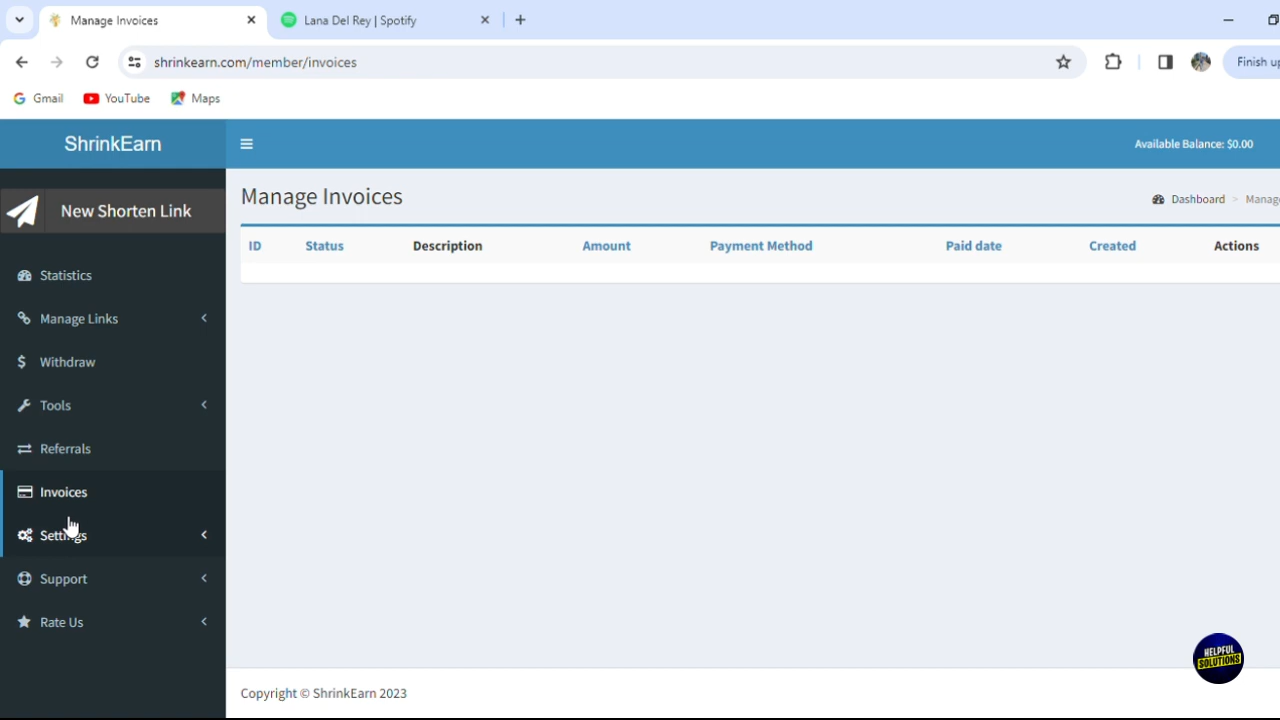 Manage Invoices
Lana Del Rey | Spotify
shrinkearn.com/member/invoices
Finish
Gmail
YouTube
Maps
ShrinkEarn
Available Balance: $0.00
New Shorten Link
Manage Invoices
Dashboard >
ID Status Description Amount Payment Method Paid date Created Actions
Statistics
Manage Links
Withdraw
Tools
Referrals
Invoices
Settings
Support
Rate Us
HELPFUL
SOLUTIONS
Copyright © ShrinkEarn 2023